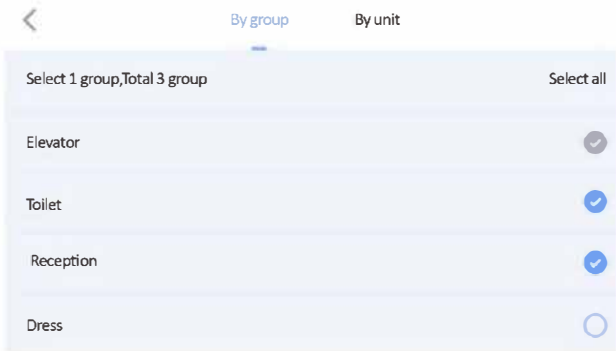 By group By unit
Select 1 group,Total 3 group Select all
Elevator
Toilet
Reception
Dress